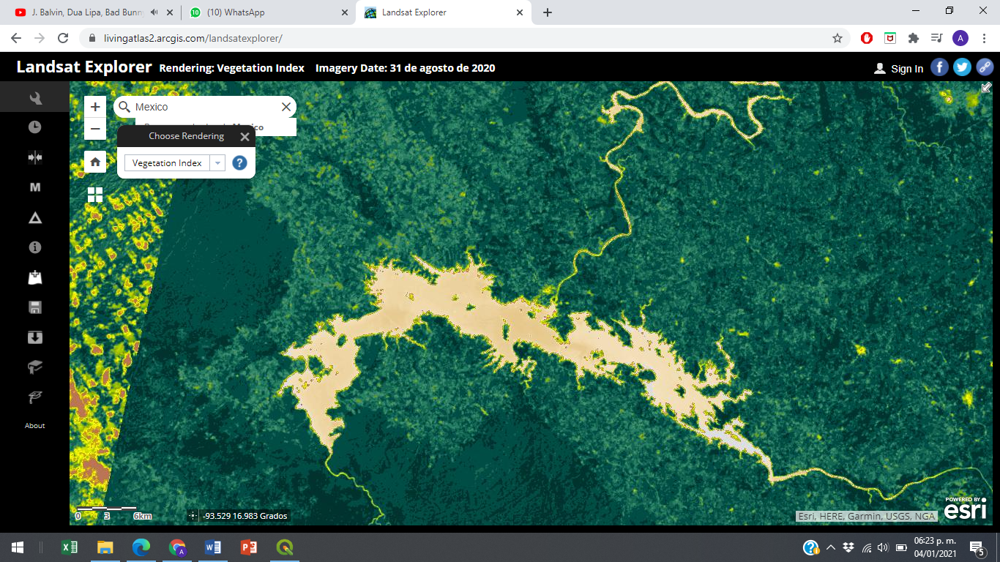 J. Balvin, Dua Lipa, Bad Bunny
(10) WhatsApp
Landsat Explorer
livingatlas2.arcgis.com/landsatexplorer/
A
Landsat Explorer Rendering: Vegetation Index Imagery Date: 31 de agosto de 2020
Sign In
Mexico
Mexico
Choose Rendering
Vegetation Index
?
M
About
0 3 6km
-93.529 16.983 Grados
Esri, HERE, Garmin, USGS, NGA
POWERED BY
esri
06:23 p. m.
04/01/2021
5